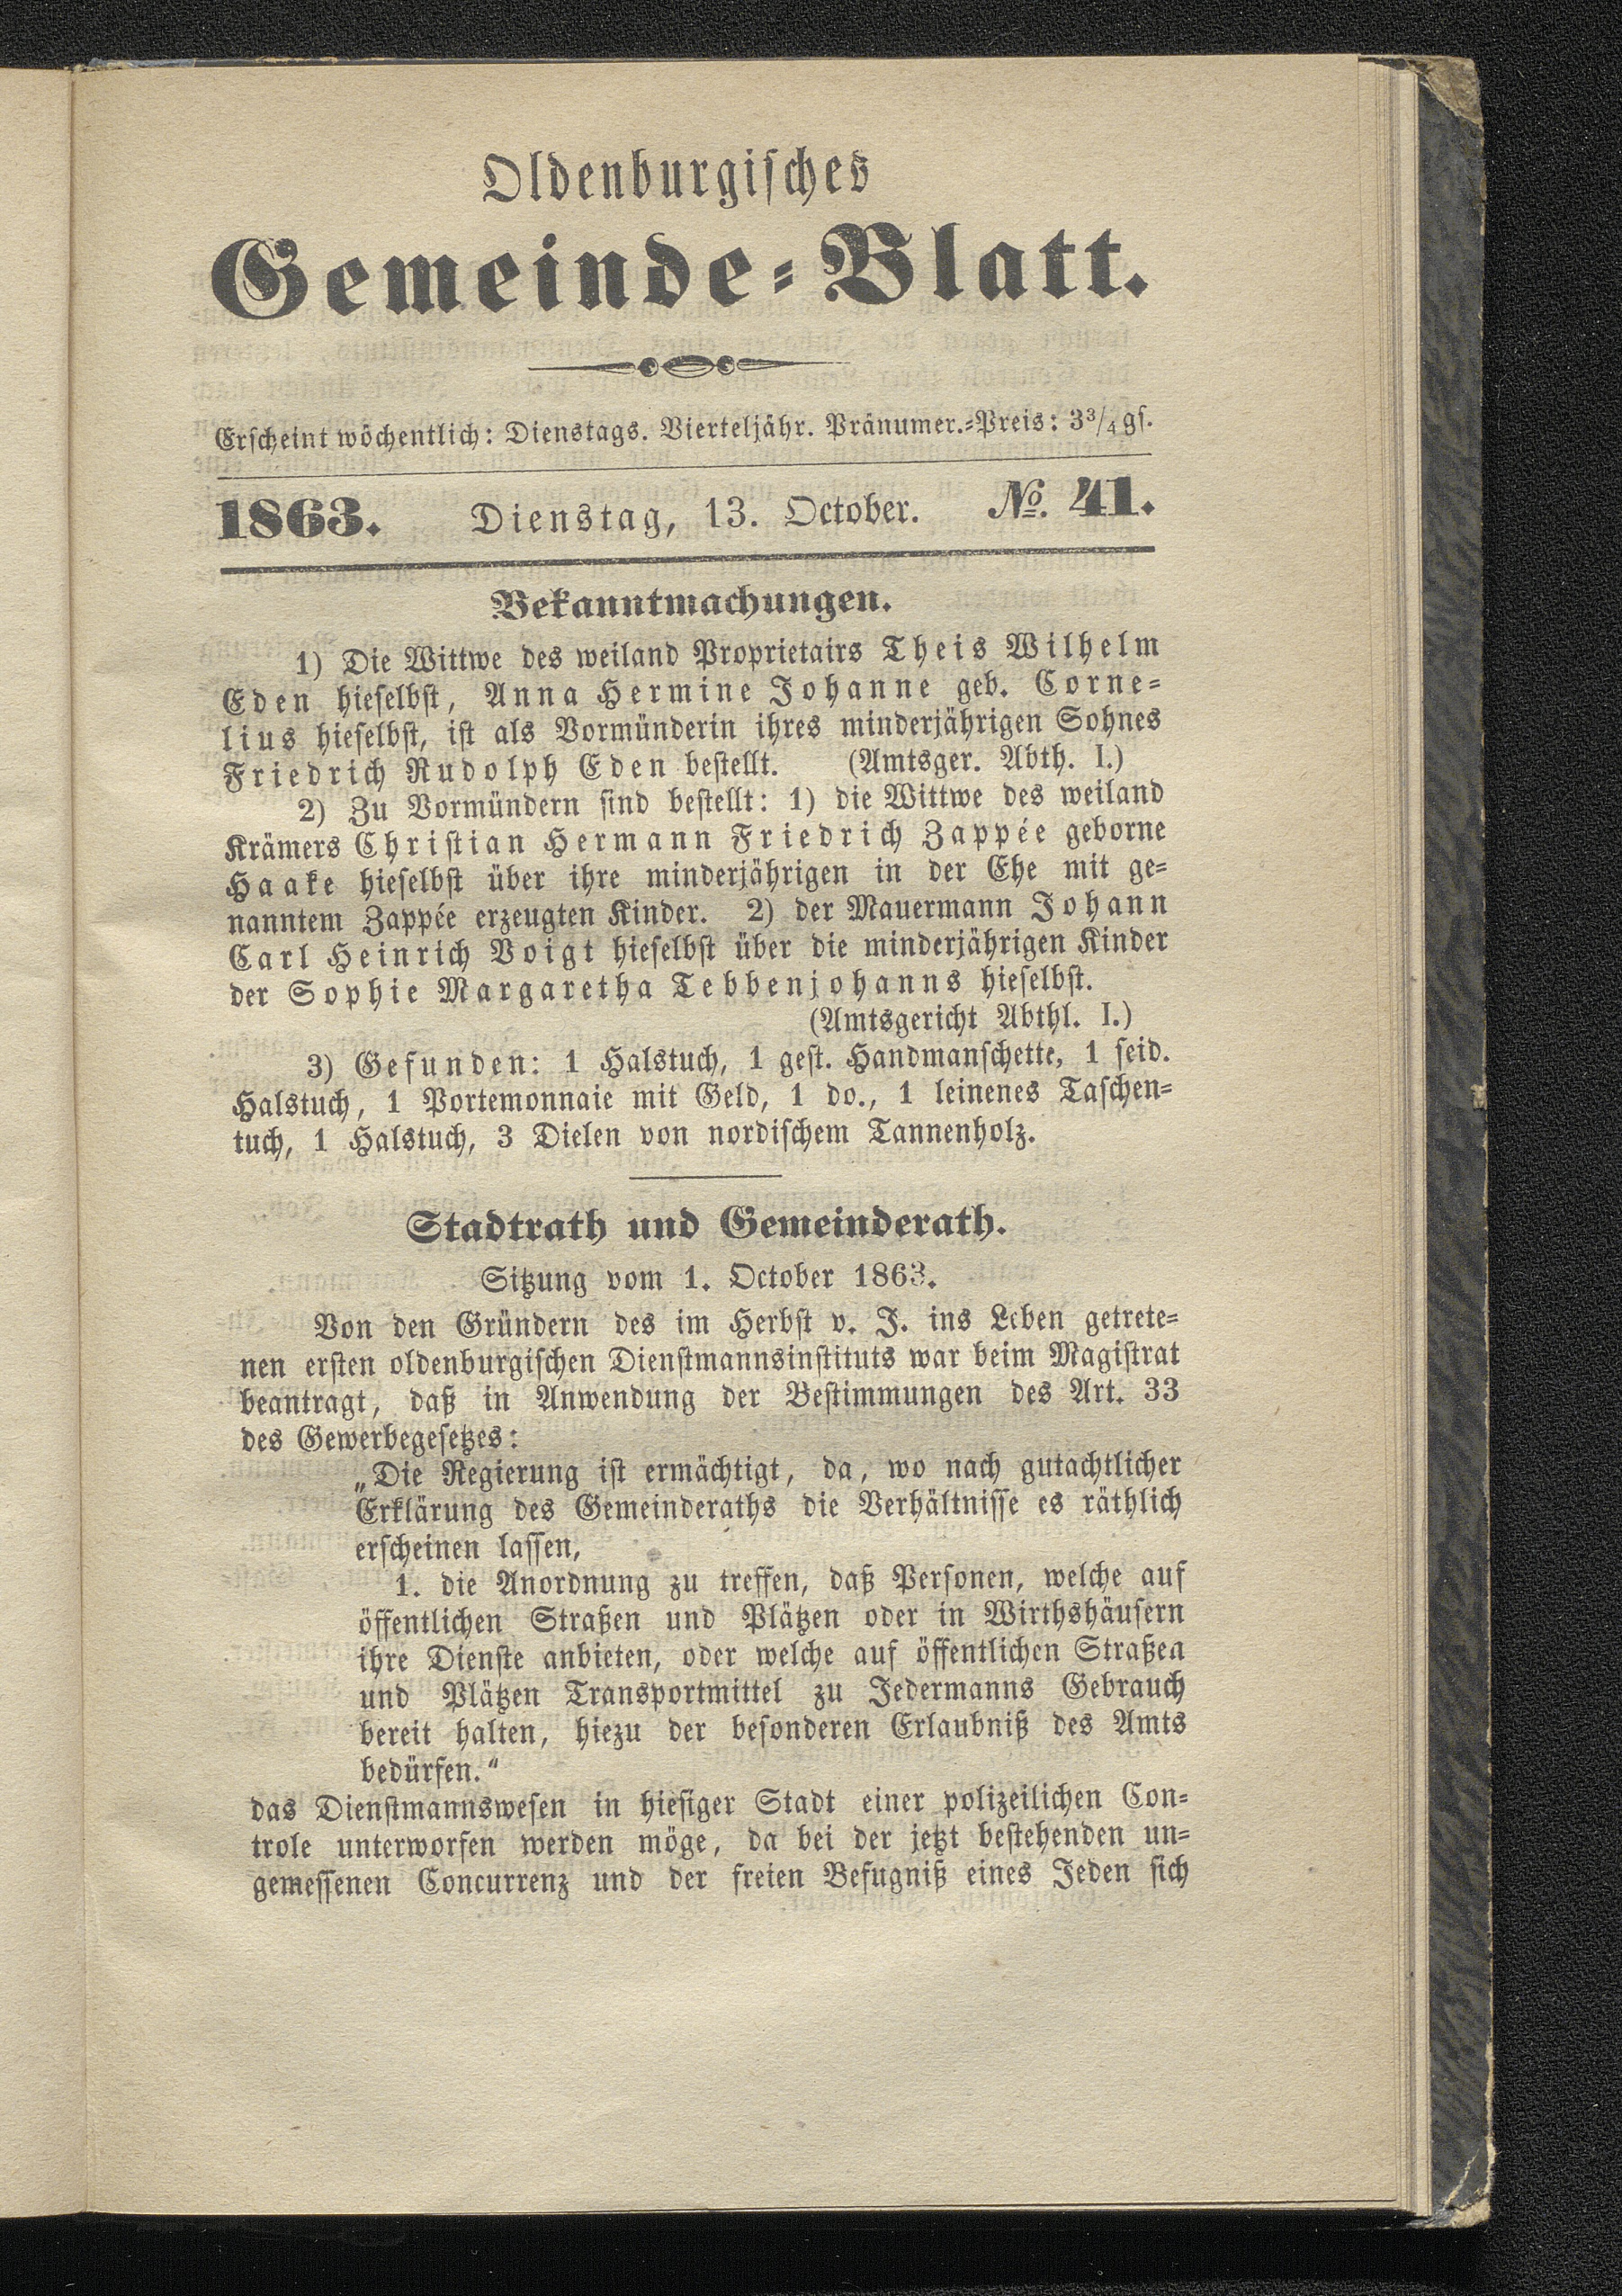 Oldenburgisches
Gemeinde-Blatt.
Erscheint wöchentlich: Dienstags. Vierteljähr. Pränumer.-Preis: 3 3/4 gs.
1863. Dienstag, 13. October. No. 41.
Bekanntmachungen.
1) Die Wittwe des weiland Proprietairs Theis Wilhelm
Eden hieselbst, Anna Hermine Johanne geb. Corne-
lius hieselbst, ist als Vormünderin ihres minderjährigen Sohnes
Friedrich Rudolph Eden bestellt. (Amtsger. Abth. I.)
2) Zu Vormündern sind bestellt: 1) die Wittwe des weiland
Krämers Christian Hermann Friedrich Zappée geborne
Haake hieselbst über ihre minderjährigen in der Ehe mit ge-
nanntem Zappée erzeugten Kinder. 2) der Mauermann Johann
Carl Heinrich Voigt hieselbst über die minderjährigen Kinder
der Sophie Margaretha Tebbenjohanns hieselbst.
(Amtsgericht Abthl. I.)
3) Gefunden: 1 Halstuch, 1 gest. Handmanschette, 1 seid.
Halstuch, 1 Portemonnaie mit Geld, 1 do., 1 leinenes Taschen-
tuch, 1 Halstuch, 3 Dielen von nordischem Tannenholz.
Stadtrath und Gemeinderath.
Sitzung vom 1. October 1863.
Von den Gründern des im Herbst v. J. ins Leben getrete-
nen ersten oldenburgischen Dienstmannsinstituts war beim Magistrat
beantragt, daß in Anwendung der Bestimmungen des Art. 33
des Gewerbegesetzes:
„Die Regierung ist ermächtigt, da, wo nach gutachtlicher
Erklärung des Gemeinderaths die Verhältnisse es räthlich
erscheinen lassen,
1. die Anordnung zu treffen, daß Personen, welche auf
öffentlichen Straßen und Plätzen oder in Wirthshäusern
ihre Dienste anbieten, oder welche auf öffentlichen Straßen
und Plätzen Transportmittel zu Jedermanns Gebrauch
bereit halten, hiezu der besonderen Erlaubniß des Amts
bedürfen.“
das Dienstmannswesen in hiesiger Stadt einer polizeilichen Con-
trole unterworfen werden möge, da bei der jetzt bestehenden un-
gemessenen Concurrenz und der freien Befugniß eines Jeden sich